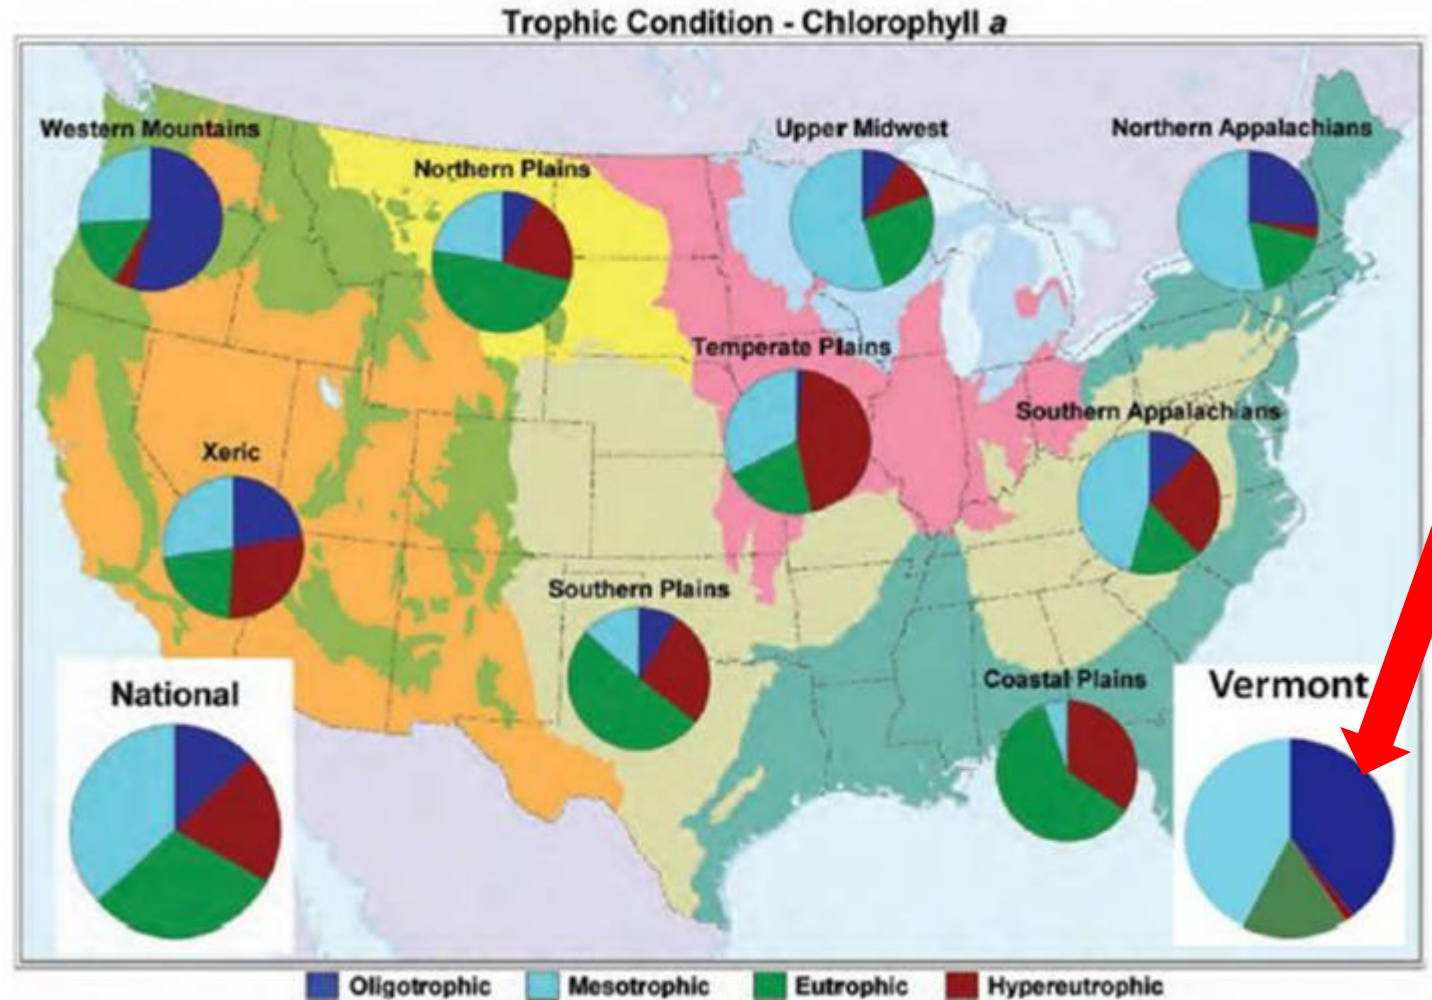 Trophic Condition - Chlorophyll a
Western Mountains
Upper Midwest
Northern Appalachians
Northern Plains
Temperate Plains
Southern Appalachians
Xeric
Southern Plains
Coastal Plains
National
Vermont
Oligotrophic Mesotrophic Eutrophic Hypereutrophic